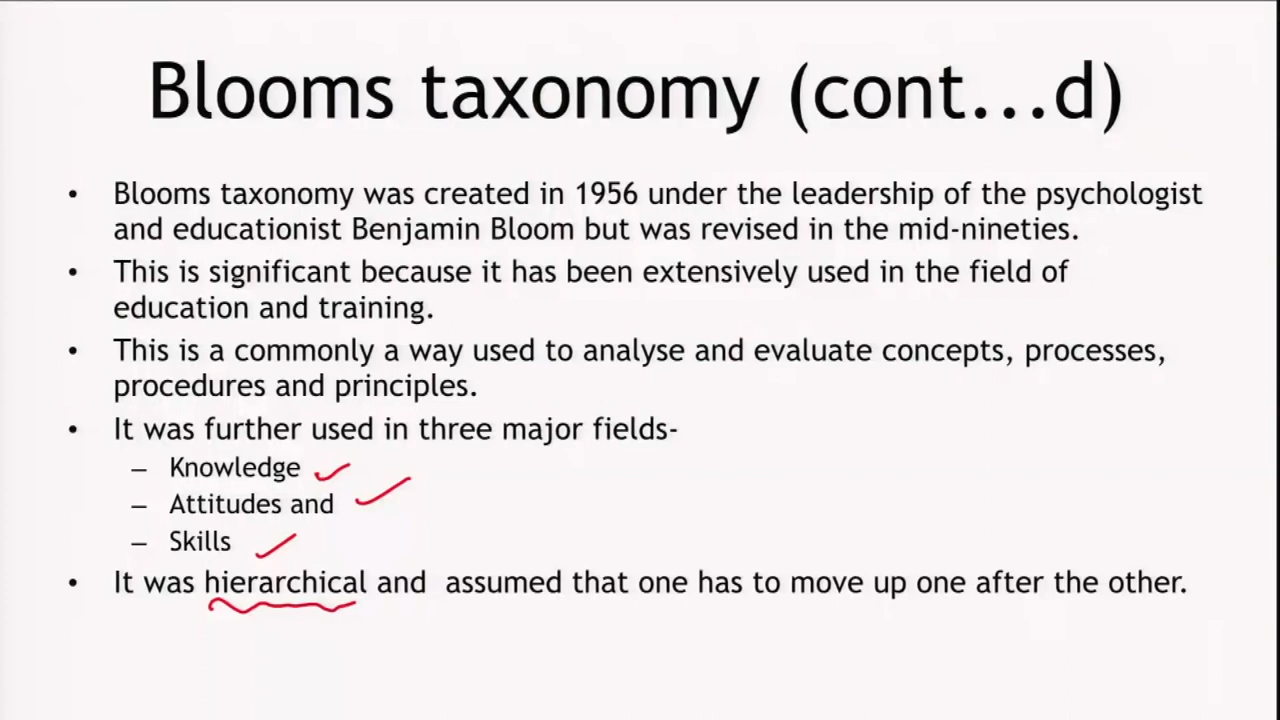 Blooms taxonomy (cont...d)
• Blooms taxonomy was created in 1956 under the leadership of the psychologist
and educationist Benjamin Bloom but was revised in the mid-nineties.
• This is significant because it has been extensively used in the field of
education and training.
• This is a commonly a way used to analyse and evaluate concepts, processes,
procedures and principles.
• It was further used in three major fields-
– Knowledge
– Attitudes and
– Skills
• It was hierarchical and assumed that one has to move up one after the other.